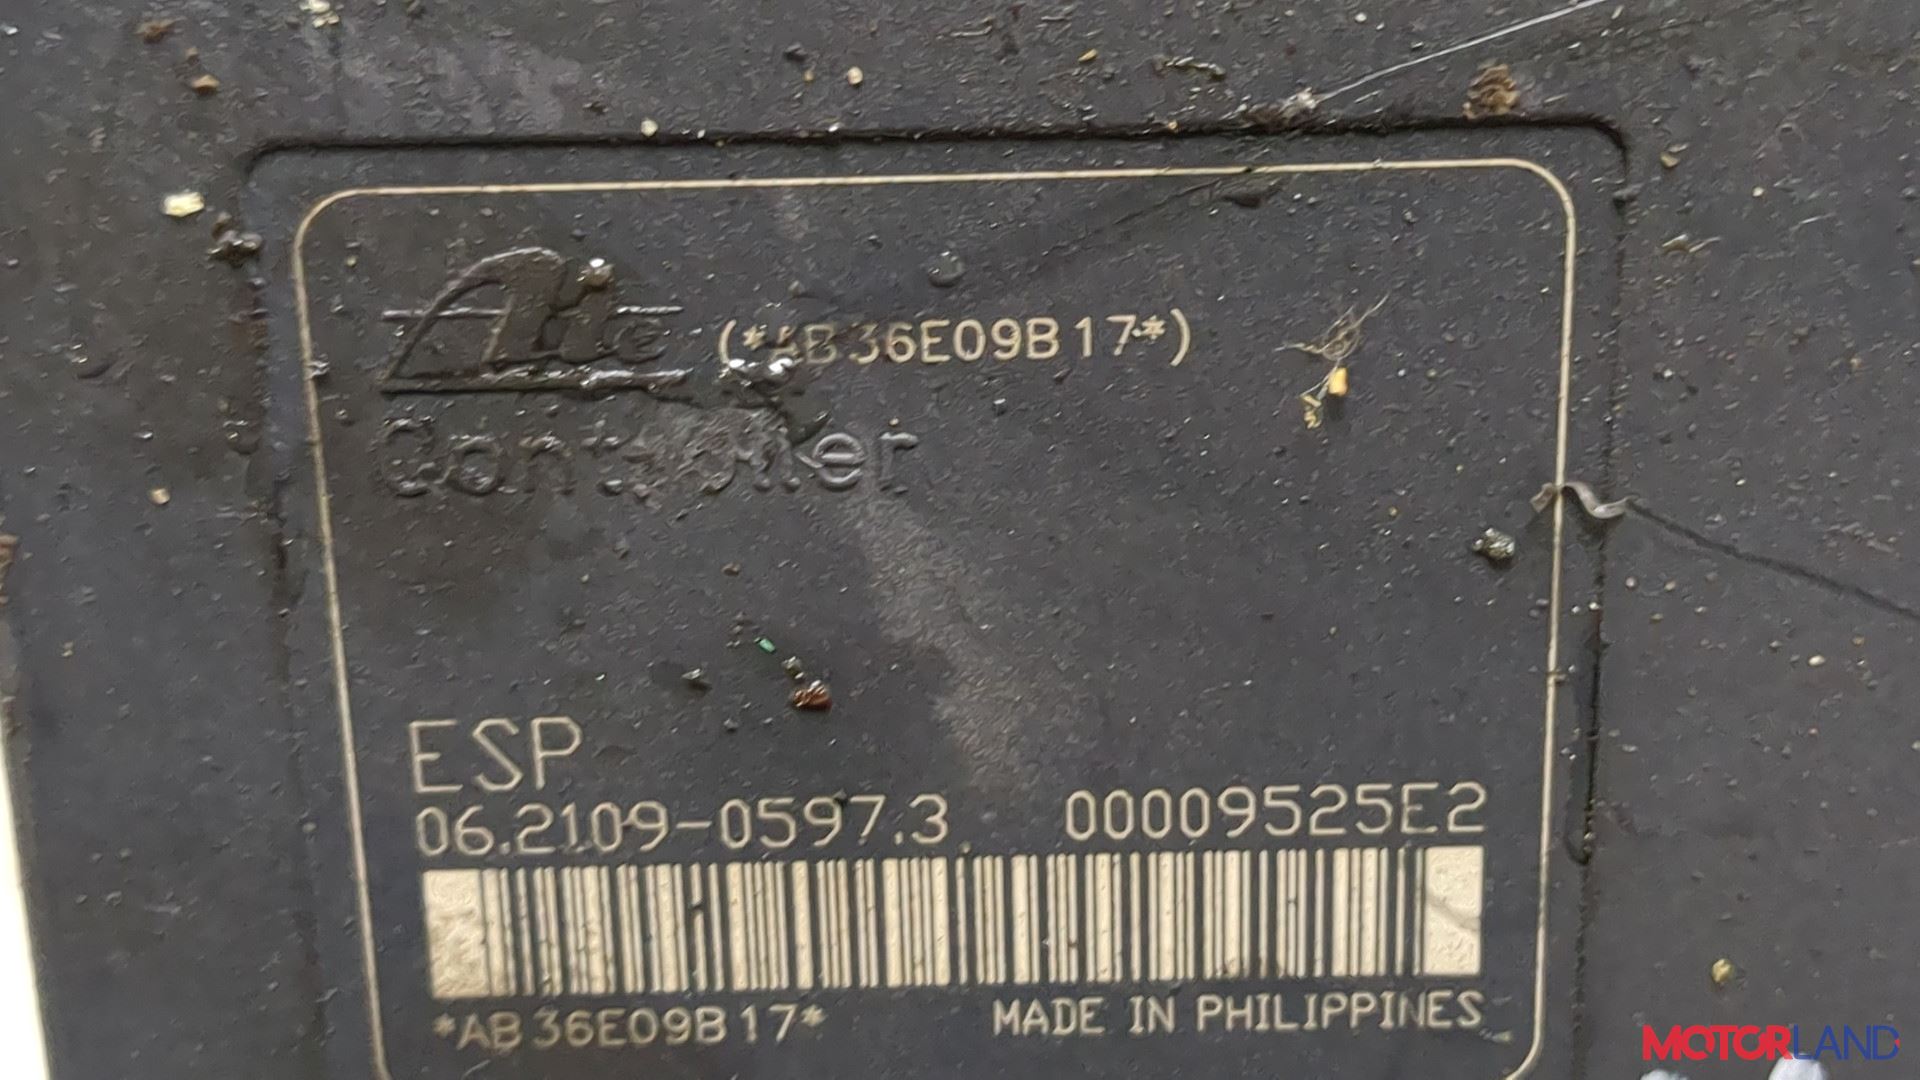 Ate (*AB36E09B17*)
Controller
ESP
06.2109-0597.3 00009525E2
*AB36E09B17* MADE IN PHILIPPINES
MOTORLAND